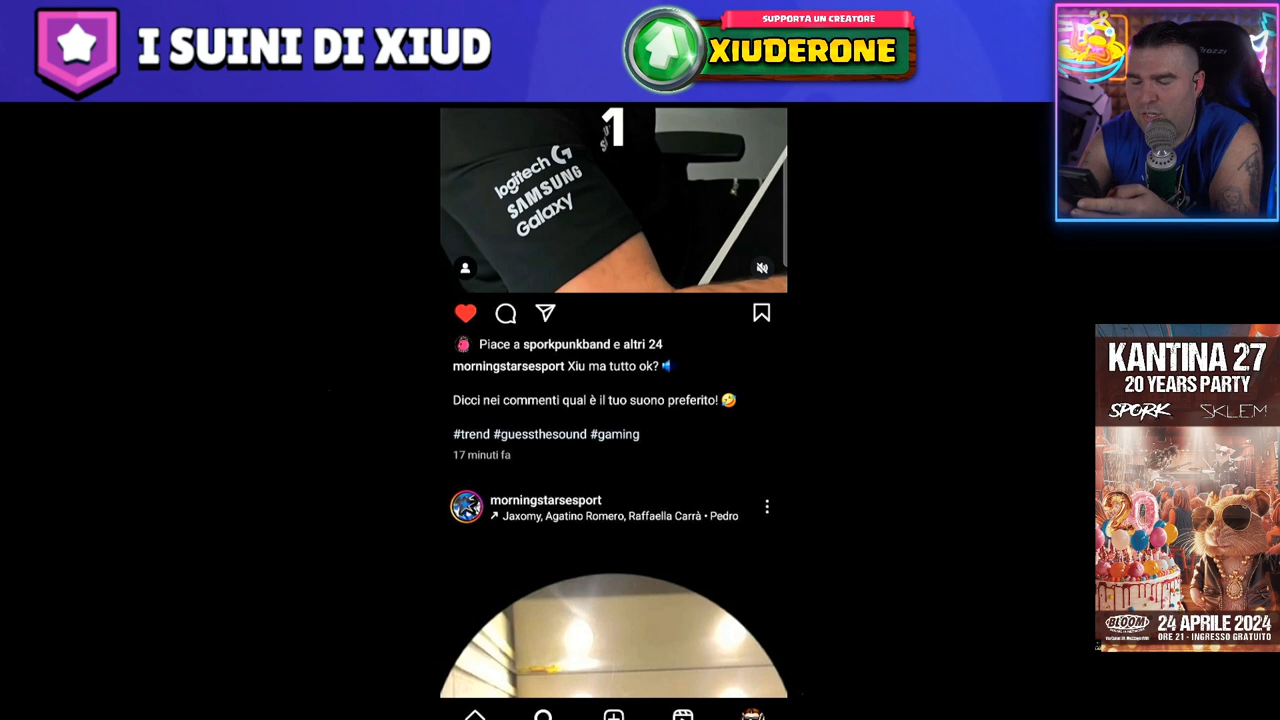 I SUINI DI XIUD
SUPPORTA UN CREATORE
XIUDERONE
1
logitech G
SAMSUNG
Galaxy
Piace a sporkpunkband e altri 24
morningstarsesport Xiu ma tutto ok? 🔈
Dicci nei commenti qual è il tuo suono preferito! 🤣
#trend #guessthesound #gaming
17 minuti fa
morningstarsesport
Jaxomy, Agatino Romero, Raffaella Carrà • Pedro
KANTINA 27
20 YEARS PARTY
SPORK SKLEM
20
BLOOM
24 APRILE 2024
ORE 21 - INGRESSO GRATUITO